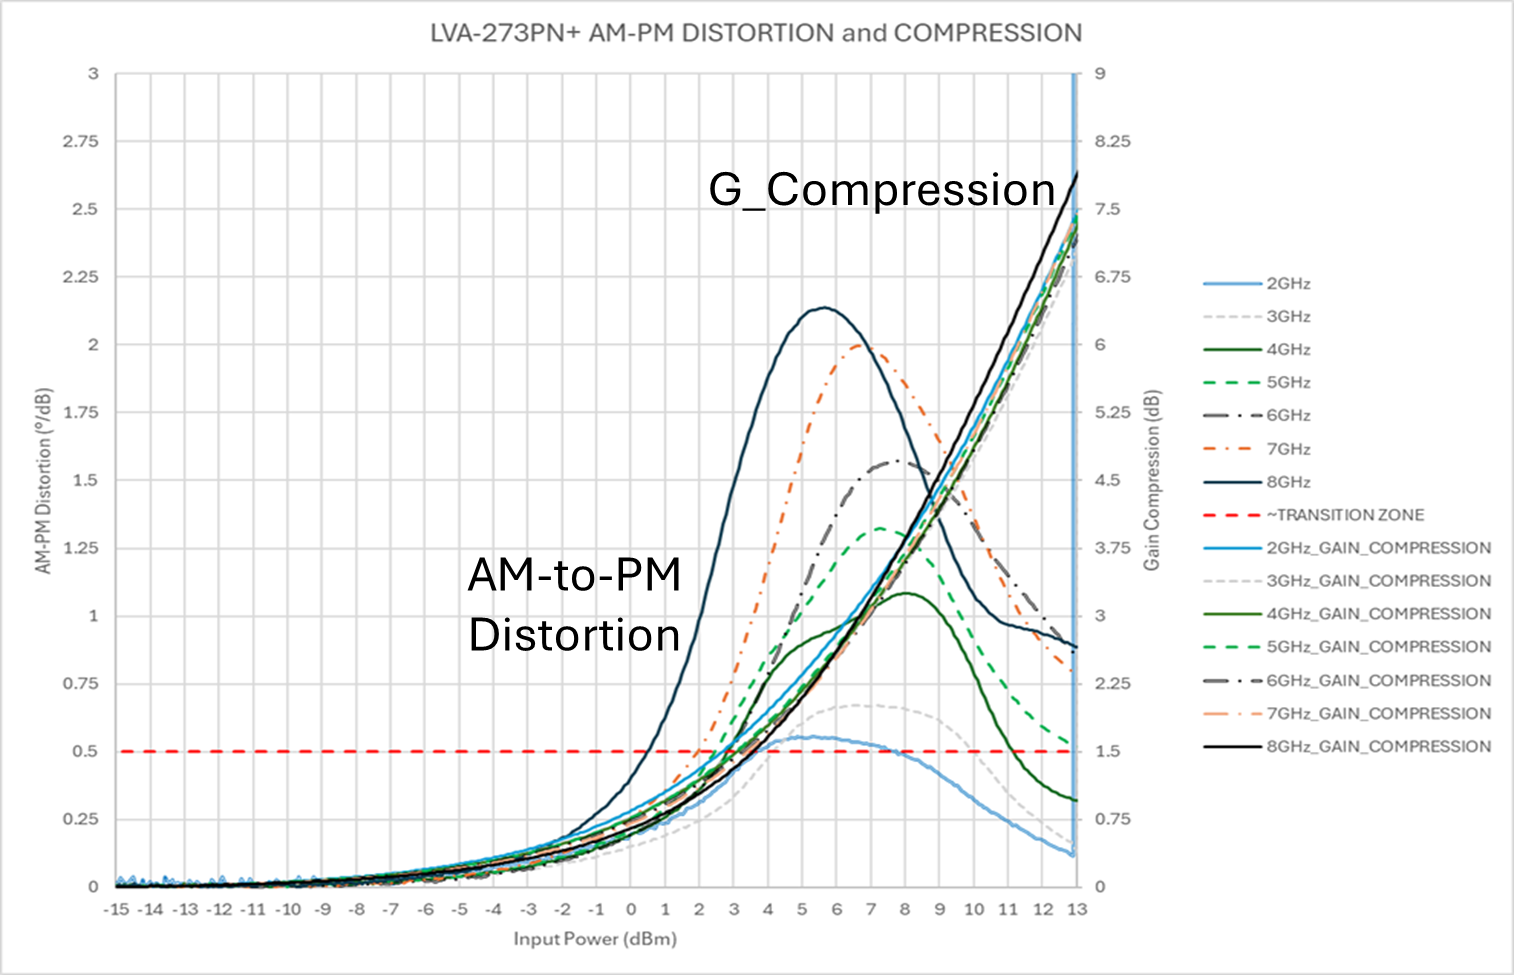 LVA-273PN+ AM-PM DISTORTION and COMPRESSION
3
2.75
2.5
2.25
2
1.75
1.5
1.25
1
0.75
0.5
0.25
0
AM-PM Distortion (°/dB)
G_Compression
AM-to-PM
Distortion
9
8.25
7.5
6.75
6
5.25
4.5
3.75
3
2.25
1.5
0.75
0
Gain Compression (dB)
-15 -14 -13 -12 -11 -10 -9 -8 -7 -6 -5 -4 -3 -2 -1 0 1 2 3 4 5 6 7 8 9 10 11 12 13
Input Power (dBm)
2GHz
3GHz
4GHz
5GHz
6GHz
7GHz
8GHz
~TRANSITION ZONE
2GHz_GAIN_COMPRESSION
3GHz_GAIN_COMPRESSION
4GHz_GAIN_COMPRESSION
5GHz_GAIN_COMPRESSION
6GHz_GAIN_COMPRESSION
7GHz_GAIN_COMPRESSION
8GHz_GAIN_COMPRESSION